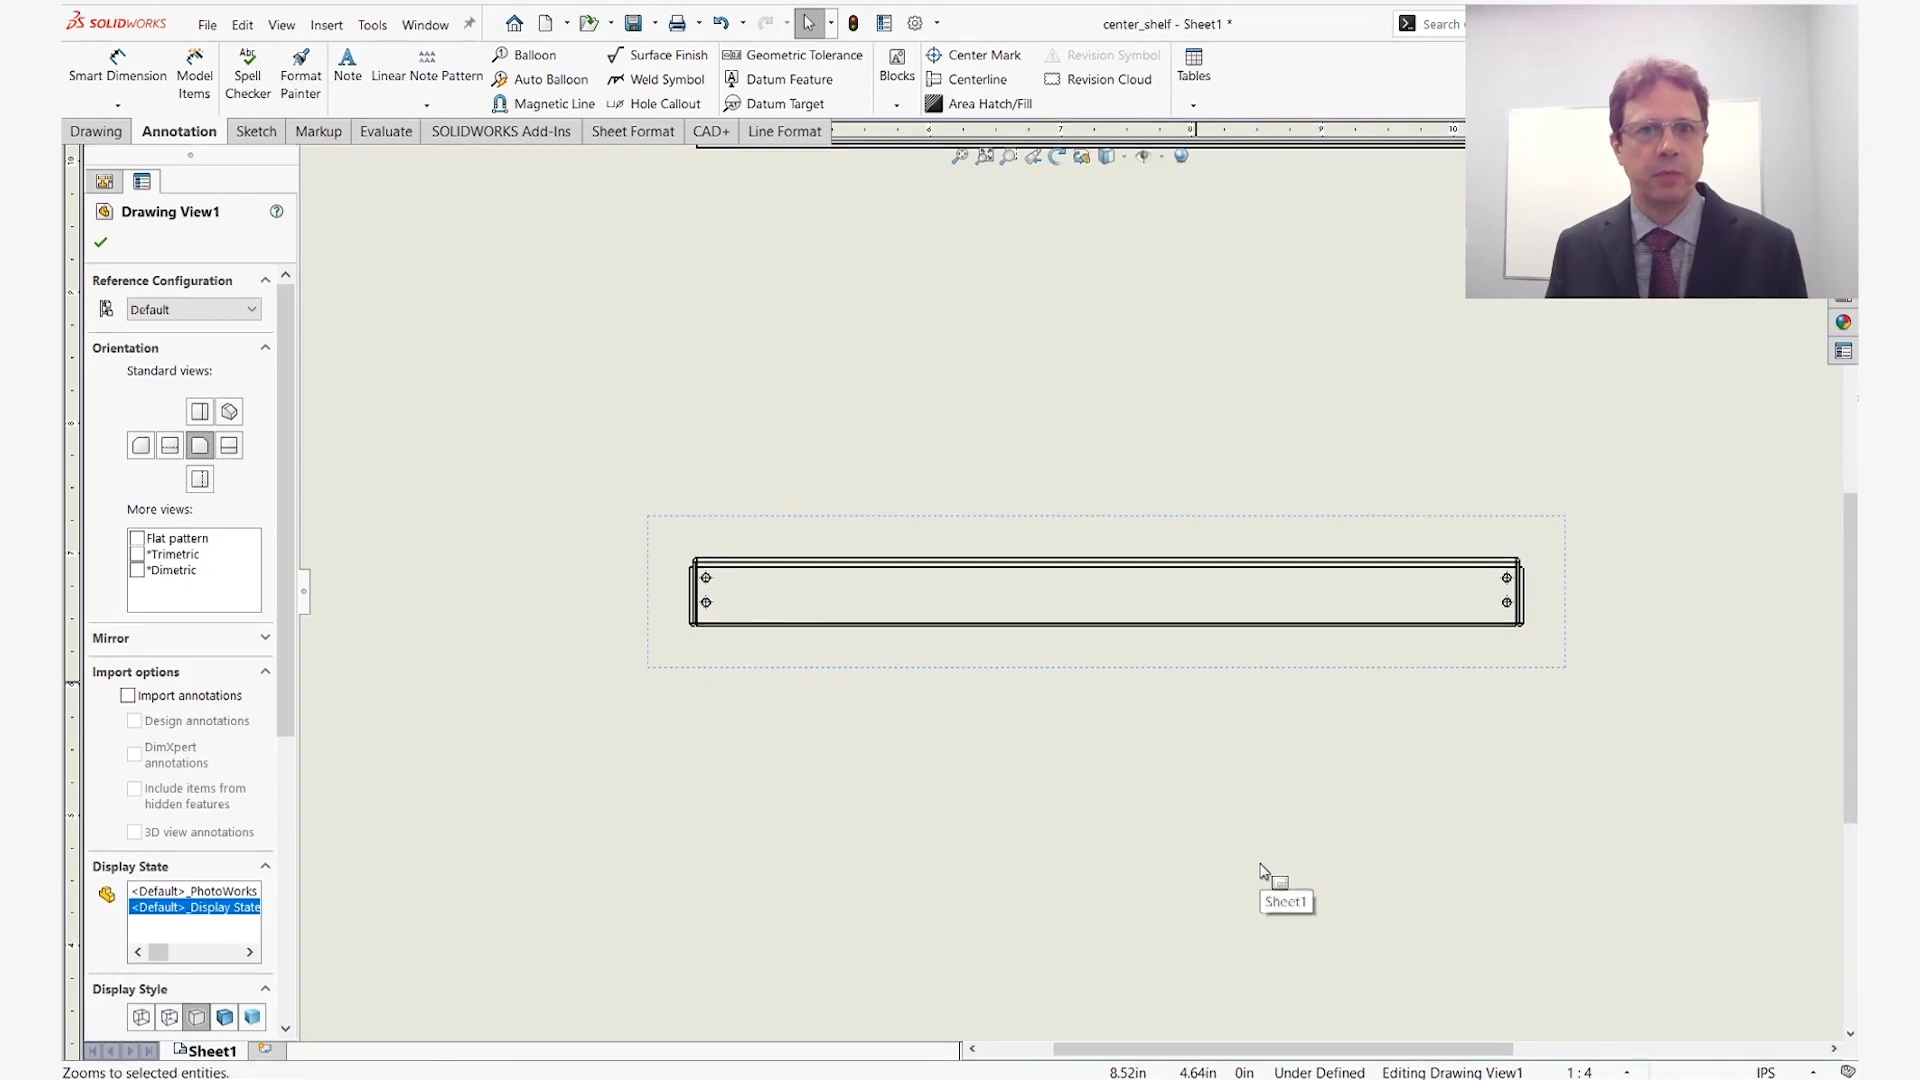 SOLIDWORKS File Edit View Insert Tools Window center_shelf - Sheet1 * Search
Smart Dimension
Model Items
Spell Checker
Format Painter
Note
Linear Note Pattern
Balloon
Auto Balloon
Magnetic Line
Surface Finish
Weld Symbol
Hole Callout
Geometric Tolerance
Datum Feature
Datum Target
Blocks
Center Mark
Centerline
Area Hatch/Fill
Revision Symbol
Revision Cloud
Tables
Drawing Annotation Sketch Markup Evaluate SOLIDWORKS Add-Ins Sheet Format CAD+ Line Format
6 7 8 9 10
Drawing View1
Reference Configuration
Default
Orientation
Standard views:
More views:
Flat pattern
*Trimetric
*Dimetric
Mirror
Import options
Import annotations
Design annotations
DimXpert
annotations
Include items from
hidden features
3D view annotations
Display State
<Default>_PhotoWorks
<Default>_Display State
Display Style
Sheet1
Sheet1
Zooms to selected entities. 8.52in 4.64in 0in Under Defined Editing Drawing View1 1 : 4 IPS